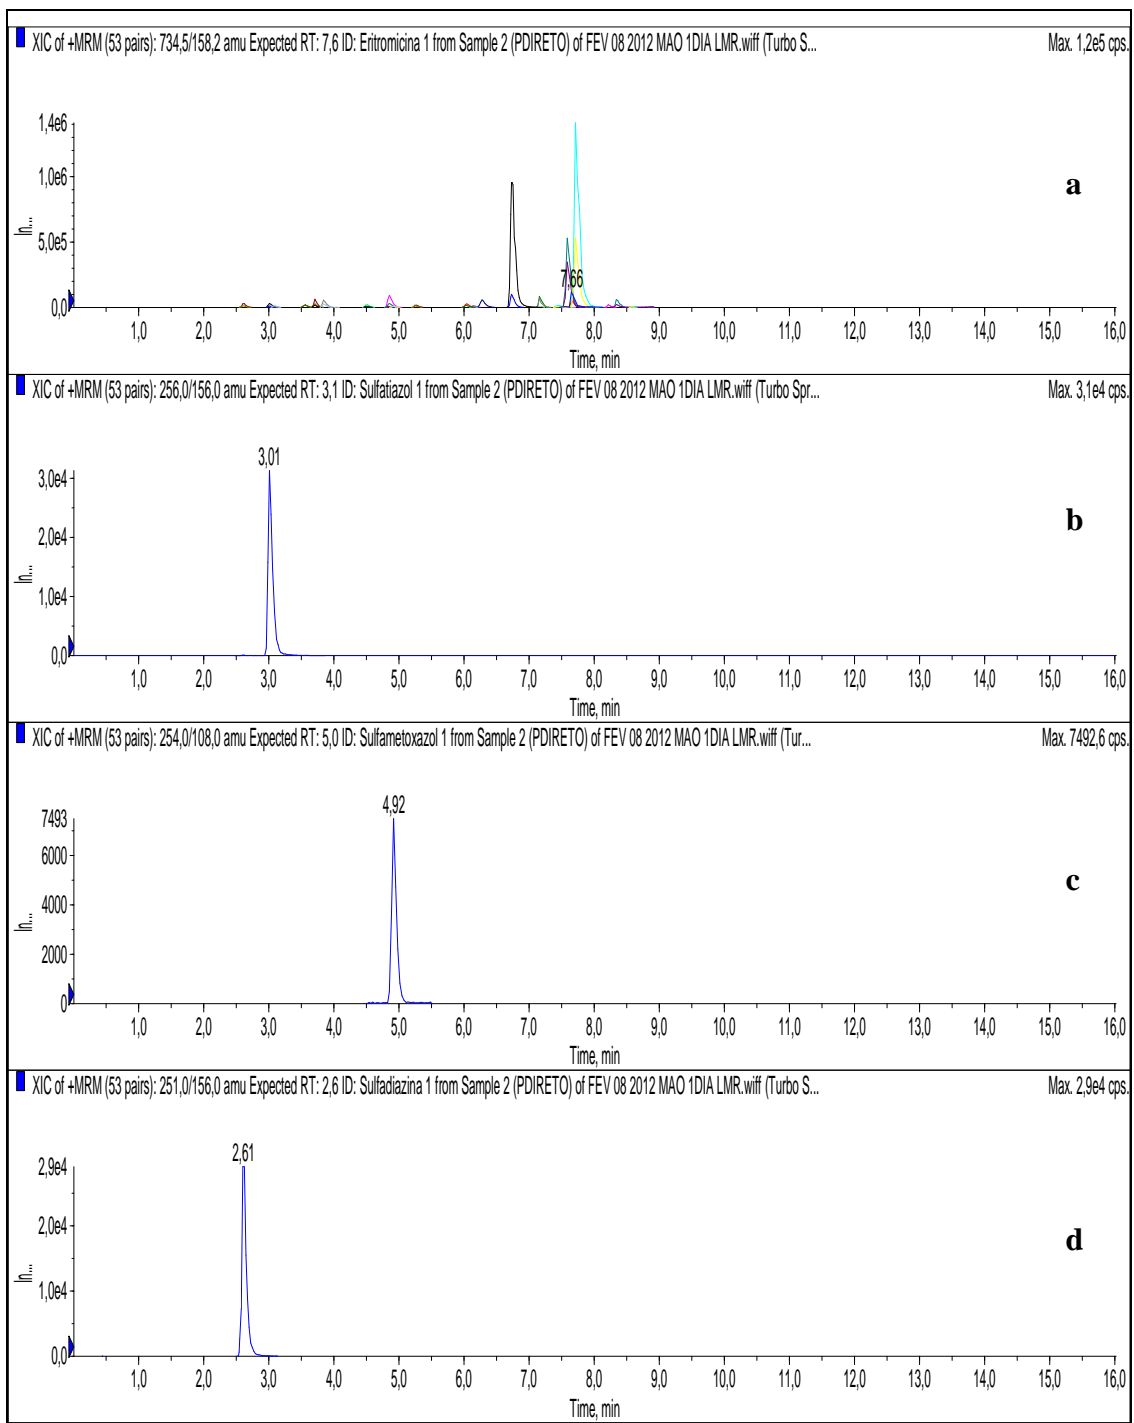 XIC of +MRM (53 pairs): 734,5/158,2 amu Expected RT: 7,6 ID: Eritromicina 1 from Sample 2 (PDIRETO) of FEV 08 2012 MAO 1DIA LMR.wiff (Turbo S... Max. 1,2e5 cps.
1,4e6
a
1,0e6
In...
5,0e5
7,66
0,0
1,0 2,0 3,0 4,0 5,0 6,0 7,0 8,0 9,0 10,0 11,0 12,0 13,0 14,0 15,0 16,0
Time, min
XIC of +MRM (53 pairs): 256,0/156,0 amu Expected RT: 3,1 ID: Sulfatiazol 1 from Sample 2 (PDIRETO) of FEV 08 2012 MAO 1DIA LMR.wiff (Turbo Spr... Max. 3,1e4 cps.
3,01
3,0e4
b
2,0e4
In...
1,0e4
0,0
1,0 2,0 3,0 4,0 5,0 6,0 7,0 8,0 9,0 10,0 11,0 12,0 13,0 14,0 15,0 16,0
Time, min
XIC of +MRM (53 pairs): 254,0/108,0 amu Expected RT: 5,0 ID: Sulfametoxazol 1 from Sample 2 (PDIRETO) of FEV 08 2012 MAO 1DIA LMR.wiff (Tur... Max. 7492,6 cps.
4,92
7493
6000
c
4000
In...
2000
0
1,0 2,0 3,0 4,0 5,0 6,0 7,0 8,0 9,0 10,0 11,0 12,0 13,0 14,0 15,0 16,0
Time, min
XIC of +MRM (53 pairs): 251,0/156,0 amu Expected RT: 2,6 ID: Sulfadiazina 1 from Sample 2 (PDIRETO) of FEV 08 2012 MAO 1DIA LMR.wiff (Turbo S... Max. 2,9e4 cps.
2,61
2,9e4
2,0e4
d
In...
1,0e4
0,0
1,0 2,0 3,0 4,0 5,0 6,0 7,0 8,0 9,0 10,0 11,0 12,0 13,0 14,0 15,0 16,0
Time, min